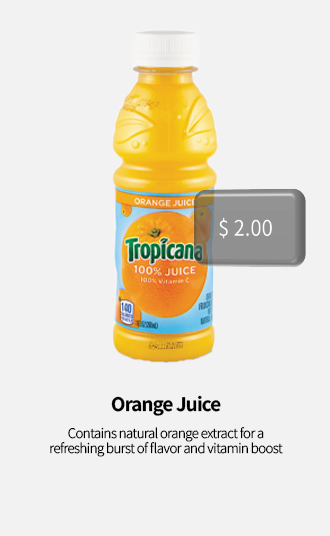 ORANGE JUICE
Tropicana
100% JUICE
100% Vitamin C
$ 2.00
Orange Juice
Contains natural orange extract for a
refreshing burst of flavor and vitamin boost